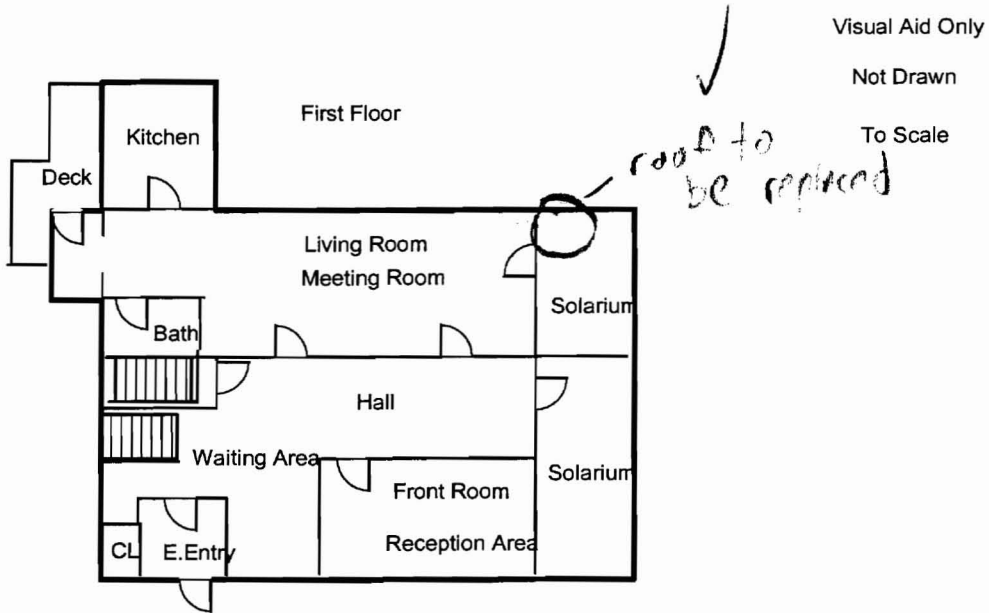 Visual Aid Only
Not Drawn
To Scale
First Floor
roof to
be replaced
Kitchen
Deck
Living Room
Meeting Room
Solarium
Bath
Hall
Waiting Area
Solarium
Front Room
Reception Area
CL
E.Entry